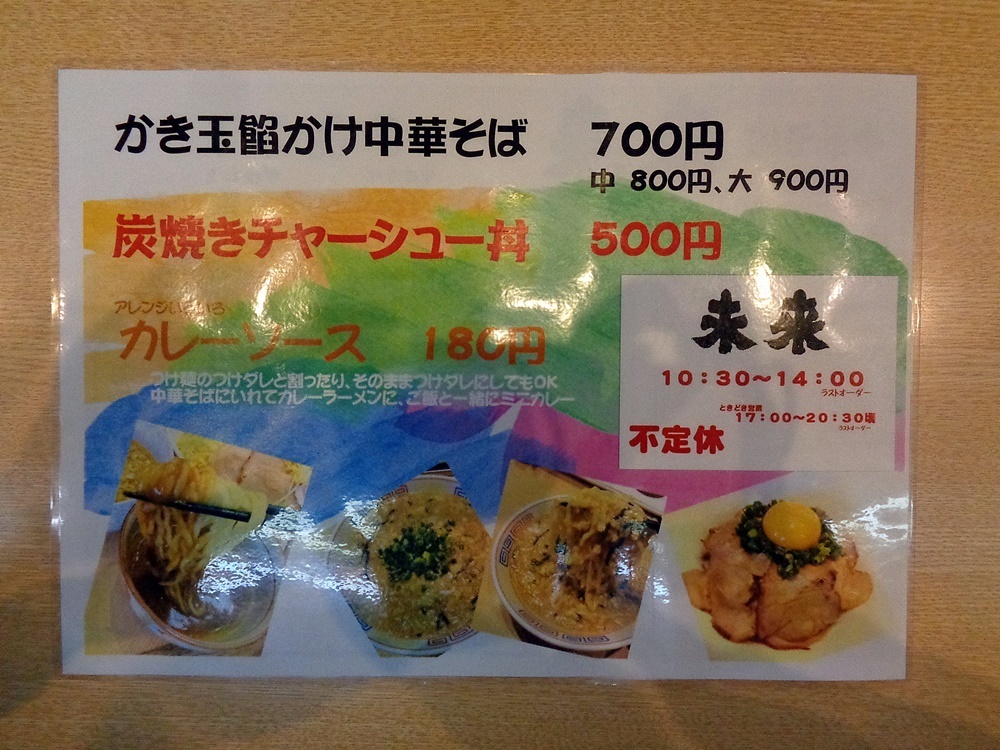 かき玉餡かけ中華そば 700円
中 800円、大 900円
炭焼きチャーシュー丼 500円
アレンジいろいろ
カレーソース 180円
つけ麺のつけダレと割ったり、そのままつけダレにしてもOK
中華そばにいれてカレーラーメンに、ご飯と一緒にミニカレー
未来
10：30～14：00
ラストオーダー
ときどき営業
17：00～20：30頃
ラストオーダー
不定休